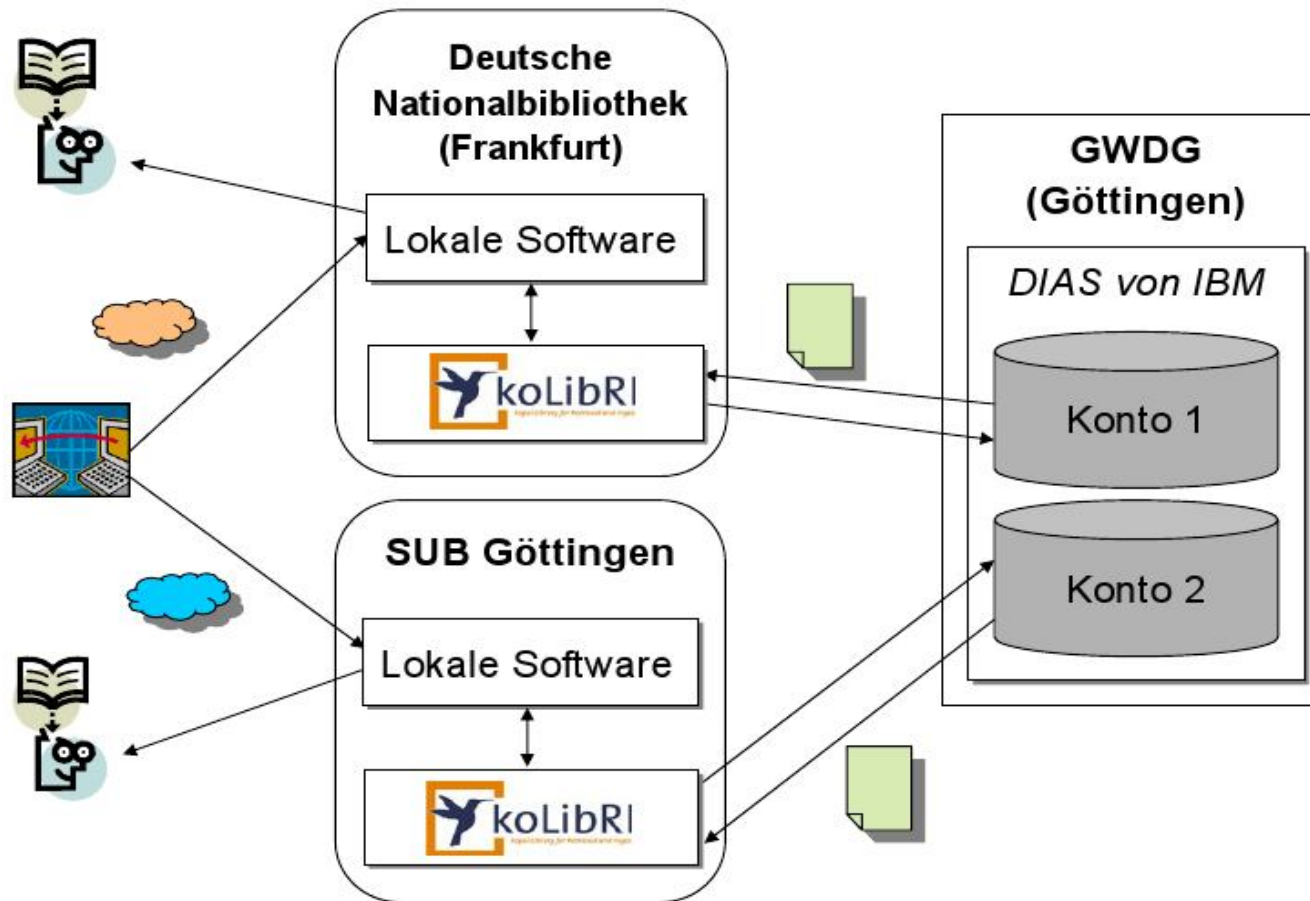 Deutsche
Nationalbibliothek
(Frankfurt)
Lokale Software
koLibRI
SUB Göttingen
Lokale Software
koLibRI
GWDG
(Göttingen)
DIAS von IBM
Konto 1
Konto 2